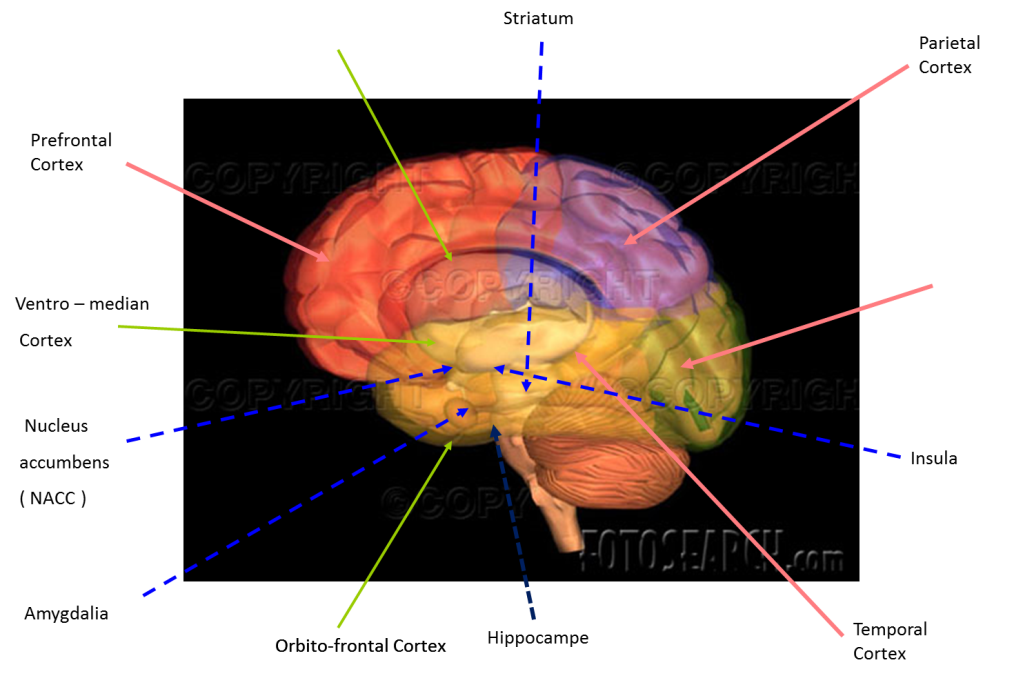 Striatum
Parietal
Cortex
Prefrontal
Cortex
©COPYRIGHT
©COPYRIGHT
©COPYRIGHT
Ventro – median
Cortex
©COPYRIGHT
©COPYRIGHT
Nucleus
accumbens
( NACC )
Insula
©COPY
FOTOSEARCH.com
Amygdalia
Orbito-frontal Cortex
Hippocampe
Temporal
Cortex